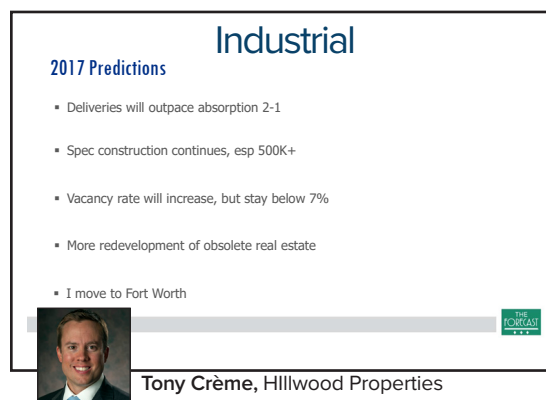 Industrial
2017 Predictions
▪ Deliveries will outpace absorption 2-1
▪ Spec construction continues, esp 500K+
▪ Vacancy rate will increase, but stay below 7%
▪ More redevelopment of obsolete real estate
▪ I move to Fort Worth
THE
FORECAST
Tony Crème, HIllwood Properties